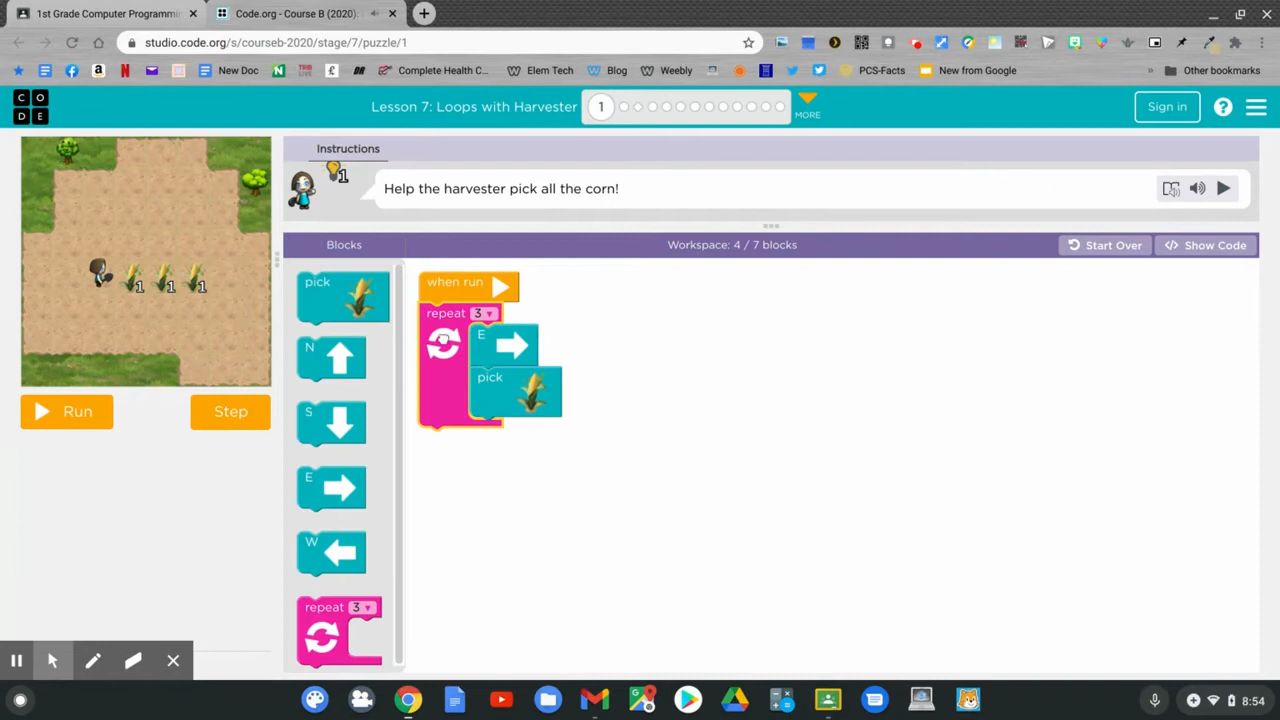 1st Grade Computer Programmin
Code.org - Course B (2020):
studio.code.org/s/courseb-2020/stage/7/puzzle/1
New Doc
Complete Health C...
Elem Tech
Blog
Weebly
PCS-Facts
New from Google
Other bookmarks
CODE
Lesson 7: Loops with Harvester
1
MORE
Sign in
Instructions
1
Help the harvester pick all the corn!
Blocks
Workspace: 4 / 7 blocks
Start Over
Show Code
pick
N
S
E
W
repeat 3
when run
repeat 3
E
pick
1 1 1
Run
Step
8:54